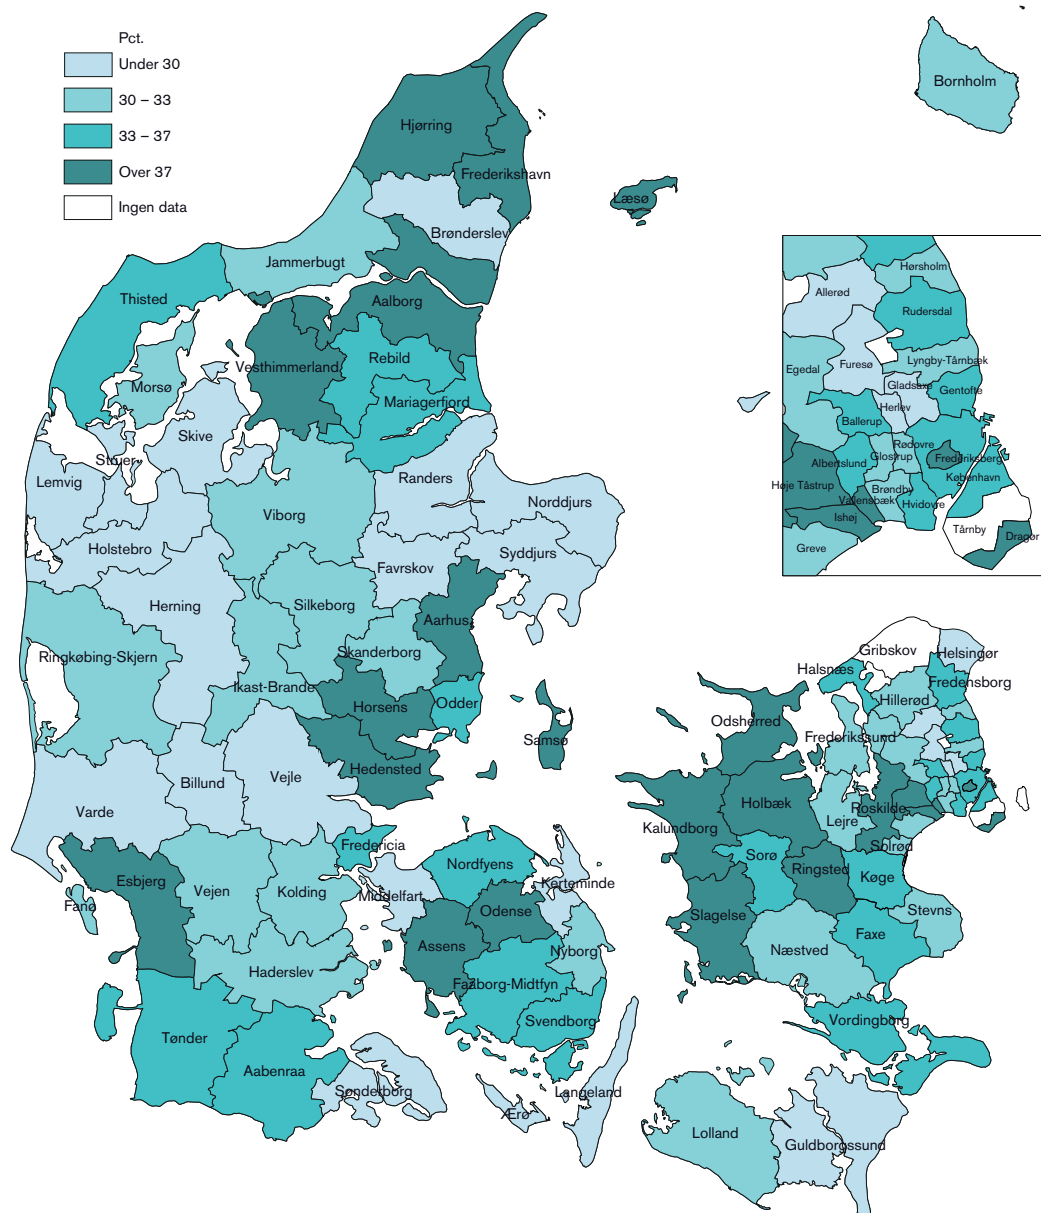 Pct.
Under 30
30 – 33
33 – 37
Over 37
Ingen data
Bornholm
Hjørring
Frederikshavn
Læsø
Brønderslev
Jammerbugt
Thisted
Aalborg
Vesthimmerland
Rebild
Morsø
Mariagerfjord
Skive
Struer
Lemvig
Randers
Norddjurs
Viborg
Holstebro
Syddjurs
Favrskov
Herning
Silkeborg
Aarhus
Skanderborg
Ringkøbing-Skjern
Ikast-Brande
Horsens
Odder
Samsø
Hedensted
Billund
Vejle
Varde
Fredericia
Esbjerg
Vejen
Kolding
Middelfart
Nordfyens
Kerteminde
Fanø
Odense
Assens
Nyborg
Haderslev
Faaborg-Midtfyn
Svendborg
Tønder
Aabenraa
Sønderborg
Ærø
Langeland
Hørsholm
Allerød
Rudersdal
Lyngby-Tårnbæk
Egedal
Furesø
Gladsaxe
Gentofte
Herlev
Ballerup
Rødovre
Glostrup
Frederiksberg
Albertslund
København
Høje Tåstrup
Brøndby
Vallensbæk
Hvidovre
Ishøj
Tårnby
Dragør
Greve
Gribskov
Helsingør
Halsnæs
Fredensborg
Hillerød
Odsherred
Frederikssund
Holbæk
Roskilde
Lejre
Kalundborg
Solrød
Sorø
Ringsted
Køge
Slagelse
Stevns
Faxe
Næstved
Vordingborg
Lolland
Guldborgssund